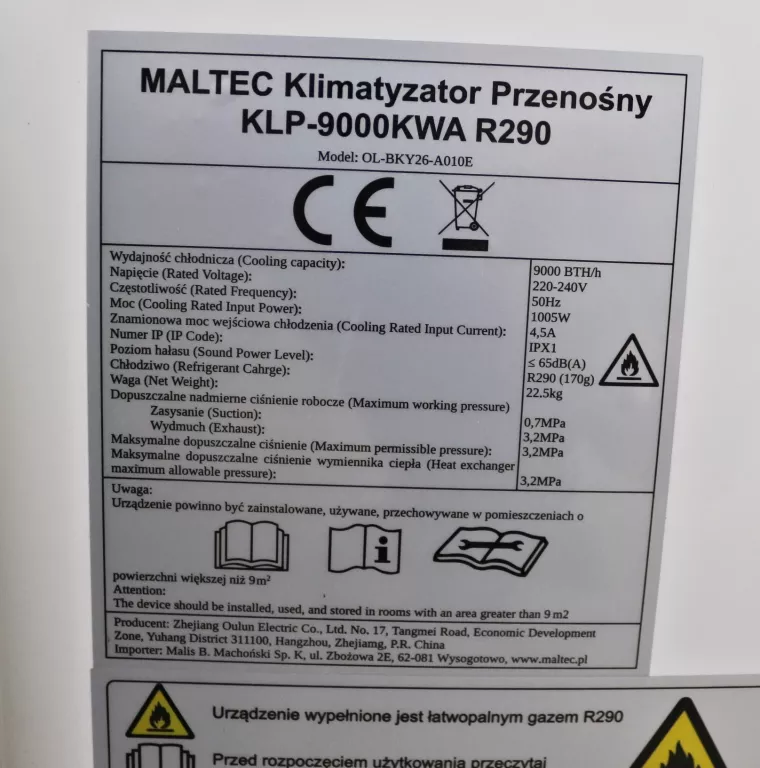 MALTEC Klimatyzator Przenośny
KLP-9000KWA R290
Model: OL-BKY26-A010E
CE
Wydajność chłodnicza (Cooling capacity): 9000 BTH/h
Napięcie (Rated Voltage): 220-240V
Częstotliwość (Rated Frequency): 50Hz
Moc (Cooling Rated Input Power): 1005W
Znamionowa moc wejściowa chłodzenia (Cooling Rated Input Current): 4,5A
Numer IP (IP Code): IPX1
Poziom hałasu (Sound Power Level): ≤ 65dB(A)
Chłodziwo (Refrigerant Cahrge): R290 (170g)
Waga (Net Weight): 22.5kg
Dopuszczalne nadmierne ciśnienie robocze (Maximum working pressure)
Zasysanie (Suction): 0,7MPa
Wydmuch (Exhaust): 3,2MPa
Maksymalne dopuszczalne ciśnienie (Maximum permissible pressure): 3,2MPa
Maksymalne dopuszczalne ciśnienie wymiennika ciepła (Heat exchanger
maximum allowable pressure): 3,2MPa
Uwaga:
Urządzenie powinno być zainstalowane, używane, przechowywane w pomieszczeniach o
powierzchni większej niż 9m²
Attention:
The device should be installed, used, and stored in rooms with an area greater than 9 m2
Producent: Zhejiang Oulun Electric Co., Ltd. No. 17, Tangmei Road, Economic Development
Zone, Yuhang District 311100, Hangzhou, Zhejiamg, P.R. China
Importer: Malis B. Machoński Sp. K, ul. Zbożowa 2E, 62-081 Wysogotowo, www.maltec.pl
Urządzenie wypełnione jest łatwopalnym gazem R290
Przed rozpoczęciem użytkowania przeczytaj